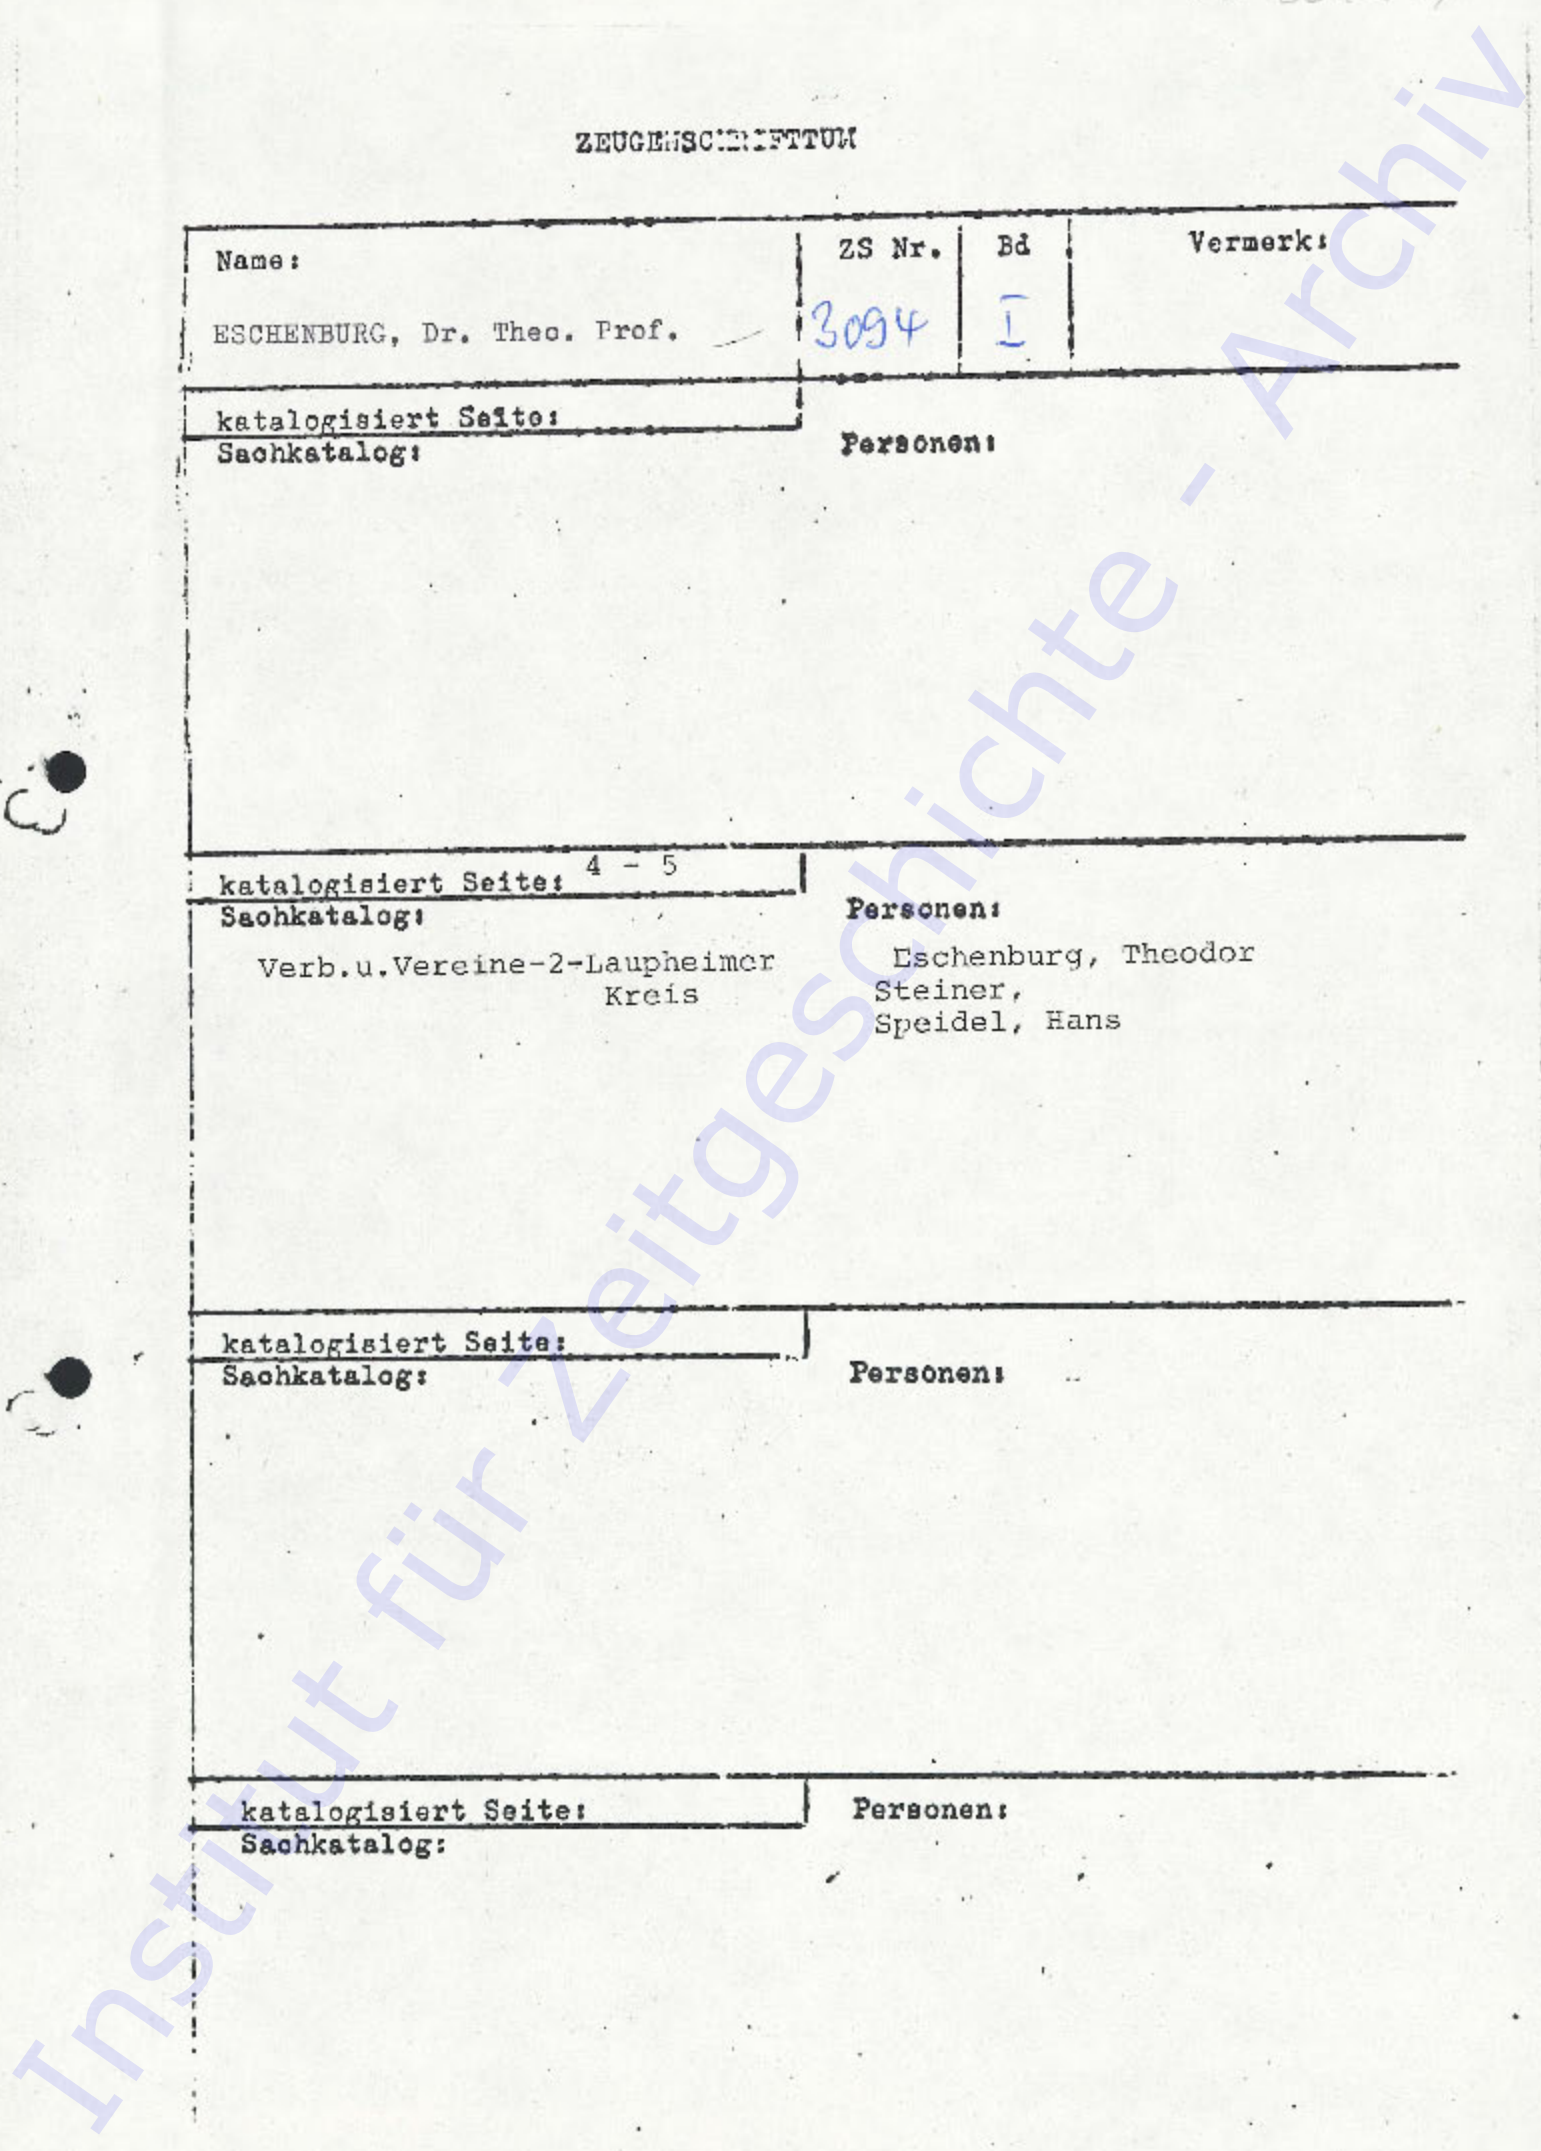 ZEUGENSCHRIFTTUM
Name:
ZS Nr.
Bd
Vermerk:
ESCHENBURG, Dr. Theo. Prof.
3094
I
katalogisiert Seite:
Sachkatalog:
Personen:
katalogisiert Seite: 4 - 5
Sachkatalog:
Personen:
Verb.u.Vereine-2-Laupheimer
Kreis
Eschenburg, Theodor
Steiner,
Speidel, Hans
katalogisiert Seite:
Sachkatalog:
Personen:
katalogisiert Seite:
Sachkatalog:
Personen:
Institut für Zeitgeschichte - Archiv